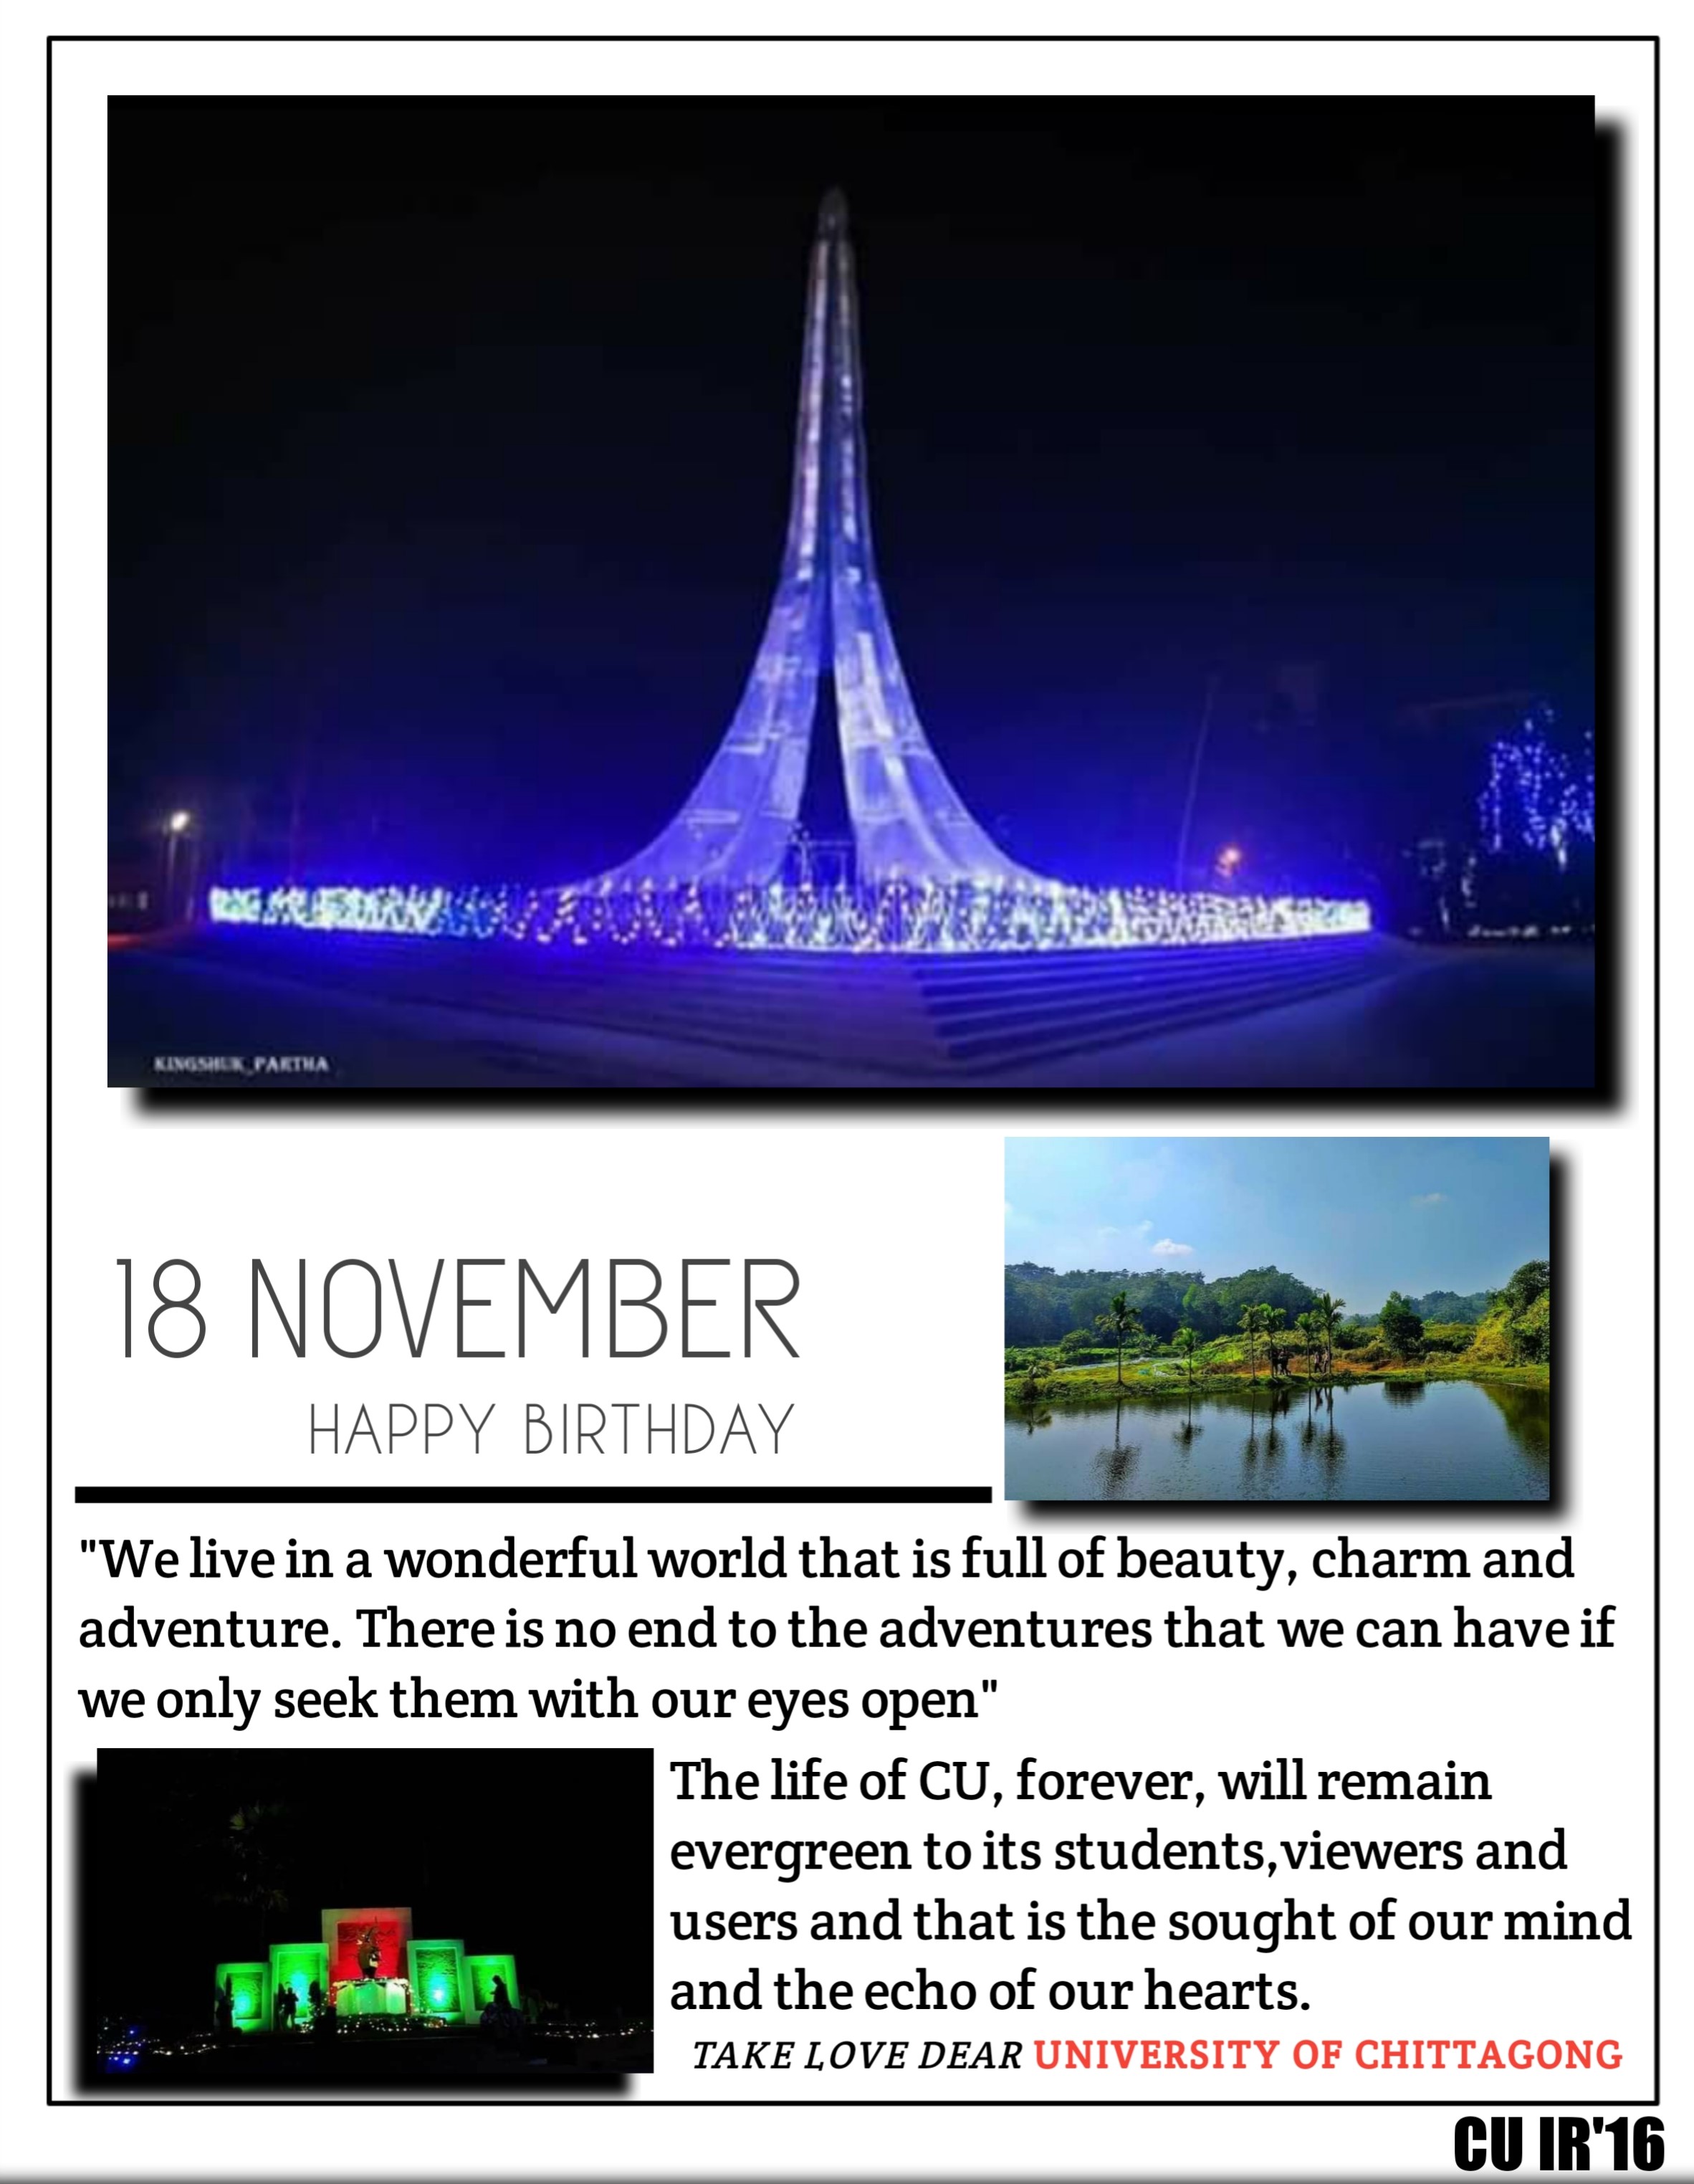 KINGSHUK_PARTHA
18 NOVEMBER
HAPPY BIRTHDAY
"We live in a wonderful world that is full of beauty, charm and
adventure. There is no end to the adventures that we can have if
we only seek them with our eyes open"
The life of CU, forever, will remain
evergreen to its students,viewers and
users and that is the sought of our mind
and the echo of our hearts.
TAKE LOVE DEAR UNIVERSITY OF CHITTAGONG
CU IR'16